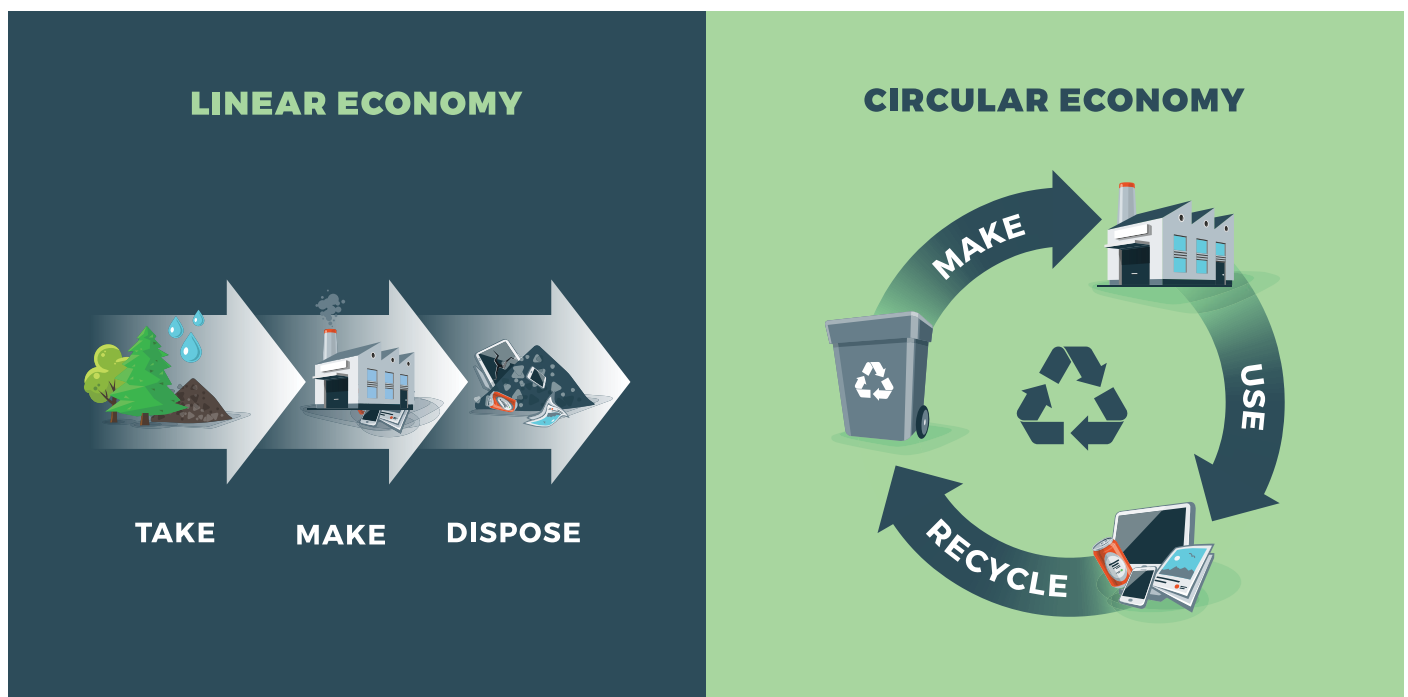 LINEAR ECONOMY
TAKE
MAKE
DISPOSE
CIRCULAR ECONOMY
MAKE
USE
RECYCLE